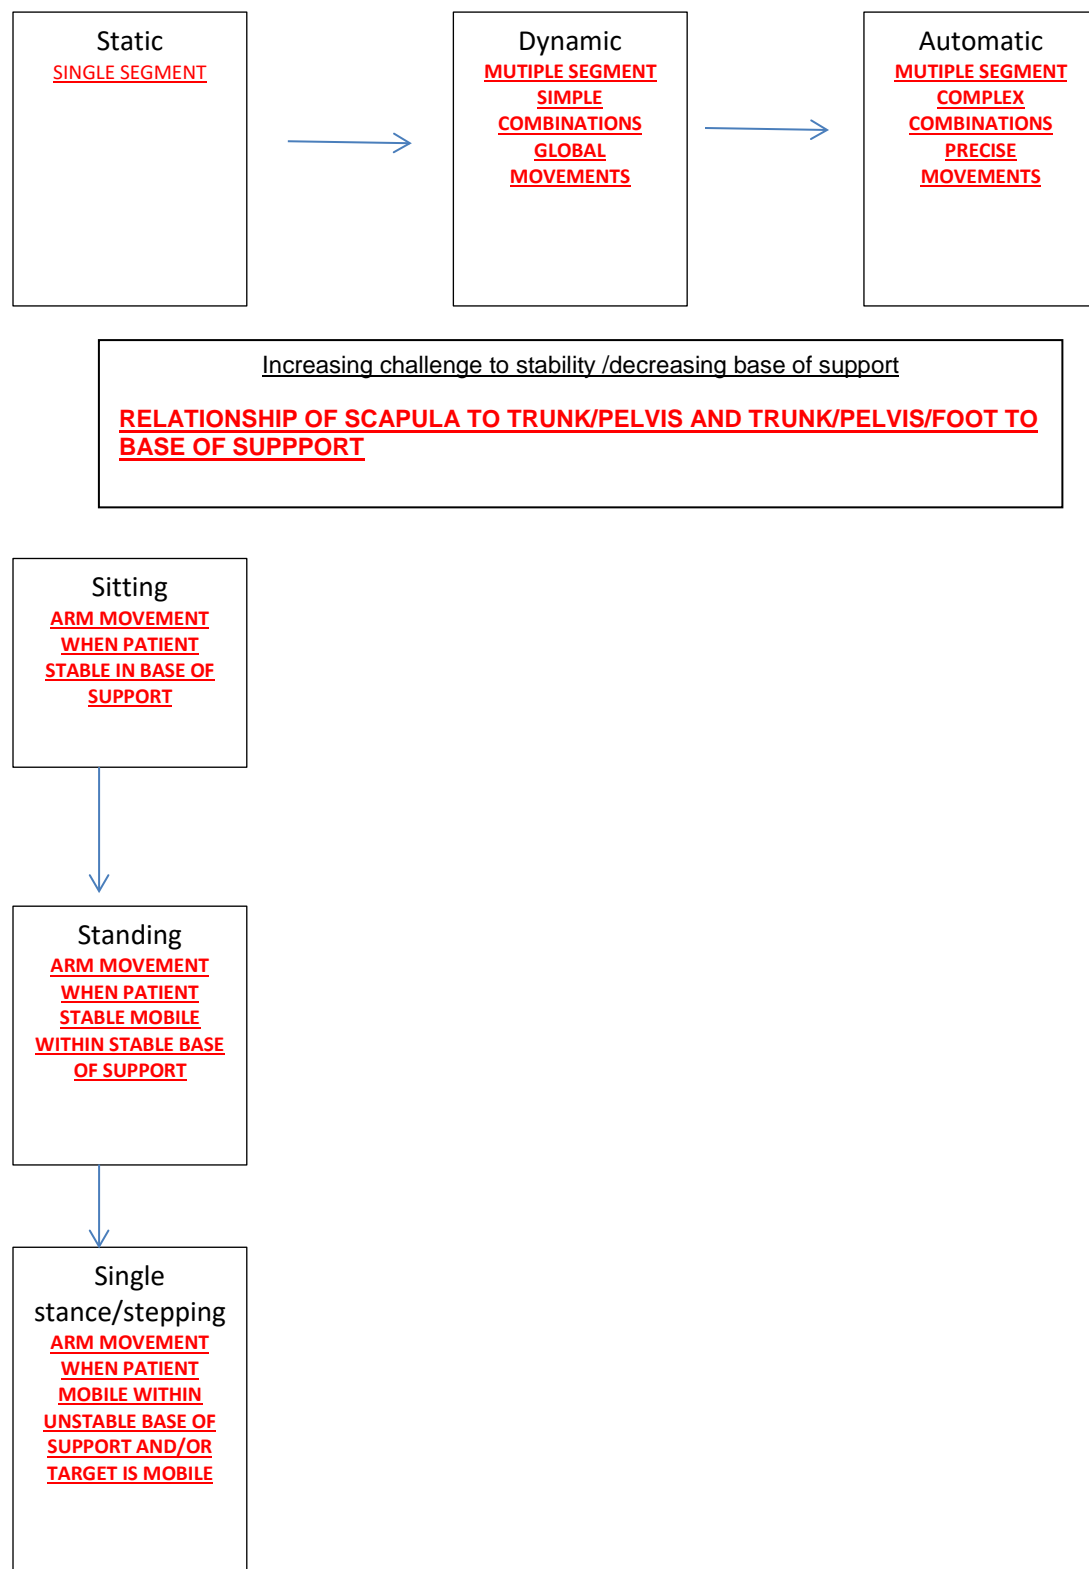 Static
SINGLE SEGMENT
Dynamic
MUTIPLE SEGMENT
SIMPLE
COMBINATIONS
GLOBAL
MOVEMENTS
Automatic
MUTIPLE SEGMENT
COMPLEX
COMBINATIONS
PRECISE
MOVEMENTS
Increasing challenge to stability /decreasing base of support
RELATIONSHIP OF SCAPULA TO TRUNK/PELVIS AND TRUNK/PELVIS/FOOT TO
BASE OF SUPPPORT
Sitting
ARM MOVEMENT
WHEN PATIENT
STABLE IN BASE OF
SUPPORT
Standing
ARM MOVEMENT
WHEN PATIENT
STABLE MOBILE
WITHIN STABLE BASE
OF SUPPORT
Single
stance/stepping
ARM MOVEMENT
WHEN PATIENT
MOBILE WITHIN
UNSTABLE BASE OF
SUPPORT AND/OR
TARGET IS MOBILE